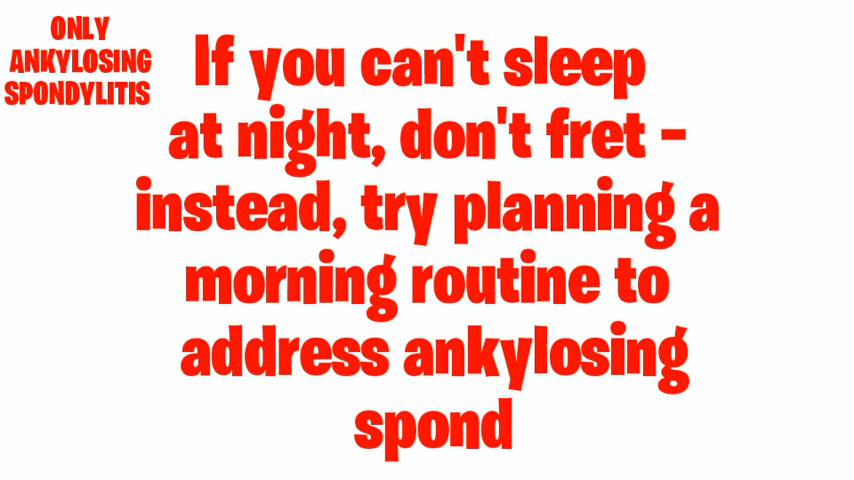 ONLY
ANKYLOSING
SPONDYLITIS
If you can't sleep
at night, don't fret -
instead, try planning a
morning routine to
address ankylosing
spond